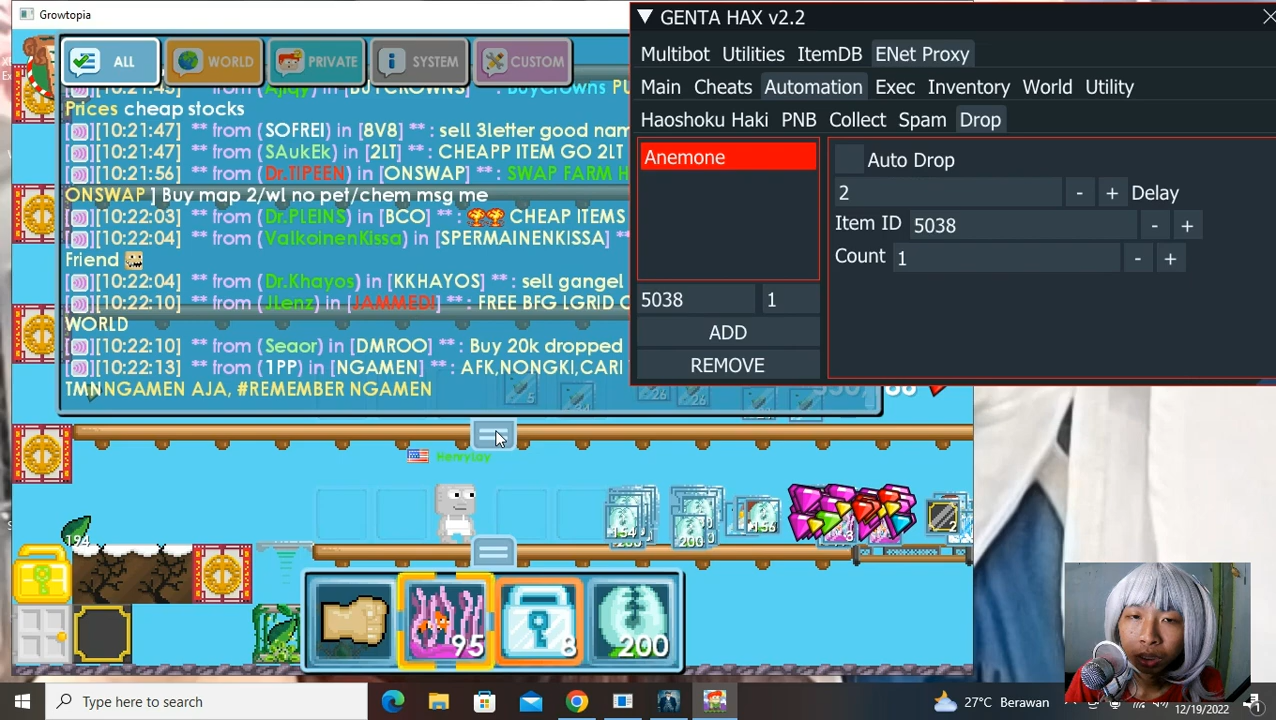 Growtopia
ALL
WORLD
PRIVATE
SYSTEM
CUSTOM
GENTA HAX v2.2
Multibot Utilities ItemDB ENet Proxy
Main Cheats Automation Exec Inventory World Utility
Haoshoku Haki PNB Collect Spam Drop
Anemone
5038 1
ADD
REMOVE
Auto Drop
2 - + Delay
Item ID 5038 - +
Count 1 - +
Prices cheap stocks
[10:21:47] ** from (SOFREI) in [8V8] ** : sell 3letter good nam
[10:21:47] ** from (SAukEk) in [2LT] ** : CHEAPP ITEM GO 2LT
[10:21:56] ** from (Dr.TIPEEN) in [ONSWAP] ** : SWAP FARM H
ONSWAP ] Buy map 2/wl no pet/chem msg me
[10:22:03] ** from (Dr.PLEINS) in [BCO] ** : CHEAP ITEMS
[10:22:04] ** from (ValkoinenKissa) in [SPERMAINENKISSA] **
Friend
[10:22:04] ** from (Dr.Khayos) in [KKHAYOS] ** : sell gangel
[10:22:10] ** from (J.Lenz) in [JAMMEDI] ** : FREE BFG LGRID
WORLD
[10:22:10] ** from (Seaor) in [DMROO] ** : Buy 20k dropped
[10:22:13] ** from (1PP) in [NGAMEN] ** : AFK,NONGKI,CARI
TMNNGAMEN AJA, #REMEMBER NGAMEN
HenryLoy
194
200
2
95
8
200
Type here to search
27°C Berawan
12/19/2022